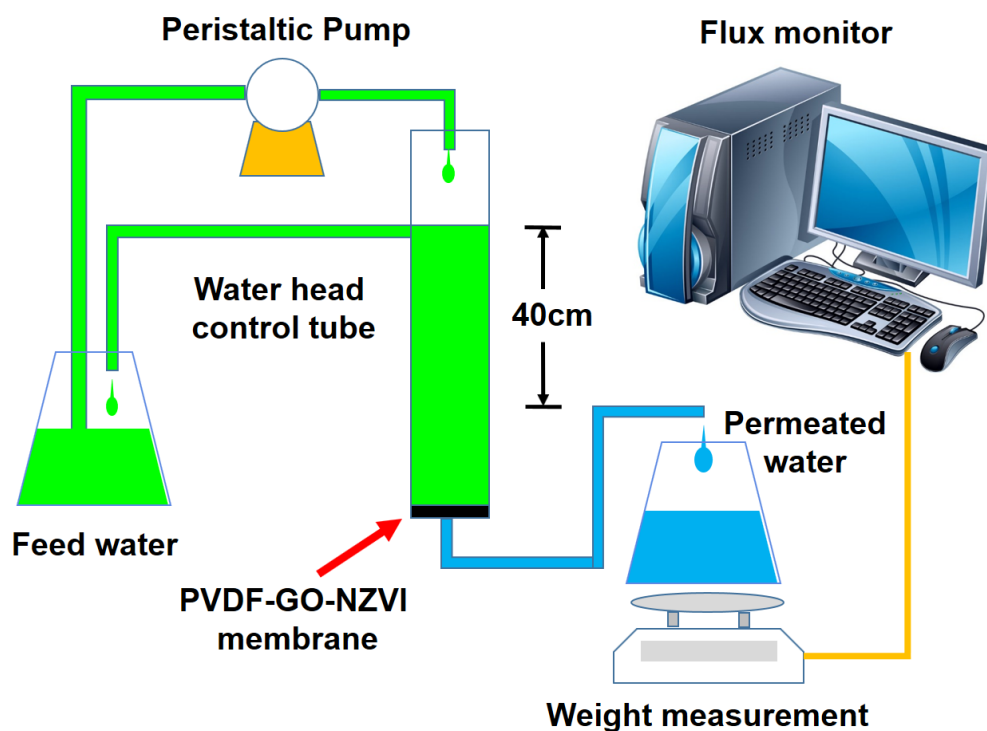 Peristaltic Pump
Flux monitor
Water head
control tube
40cm
Permeated
water
Feed water
PVDF-GO-NZVI
membrane
Weight measurement